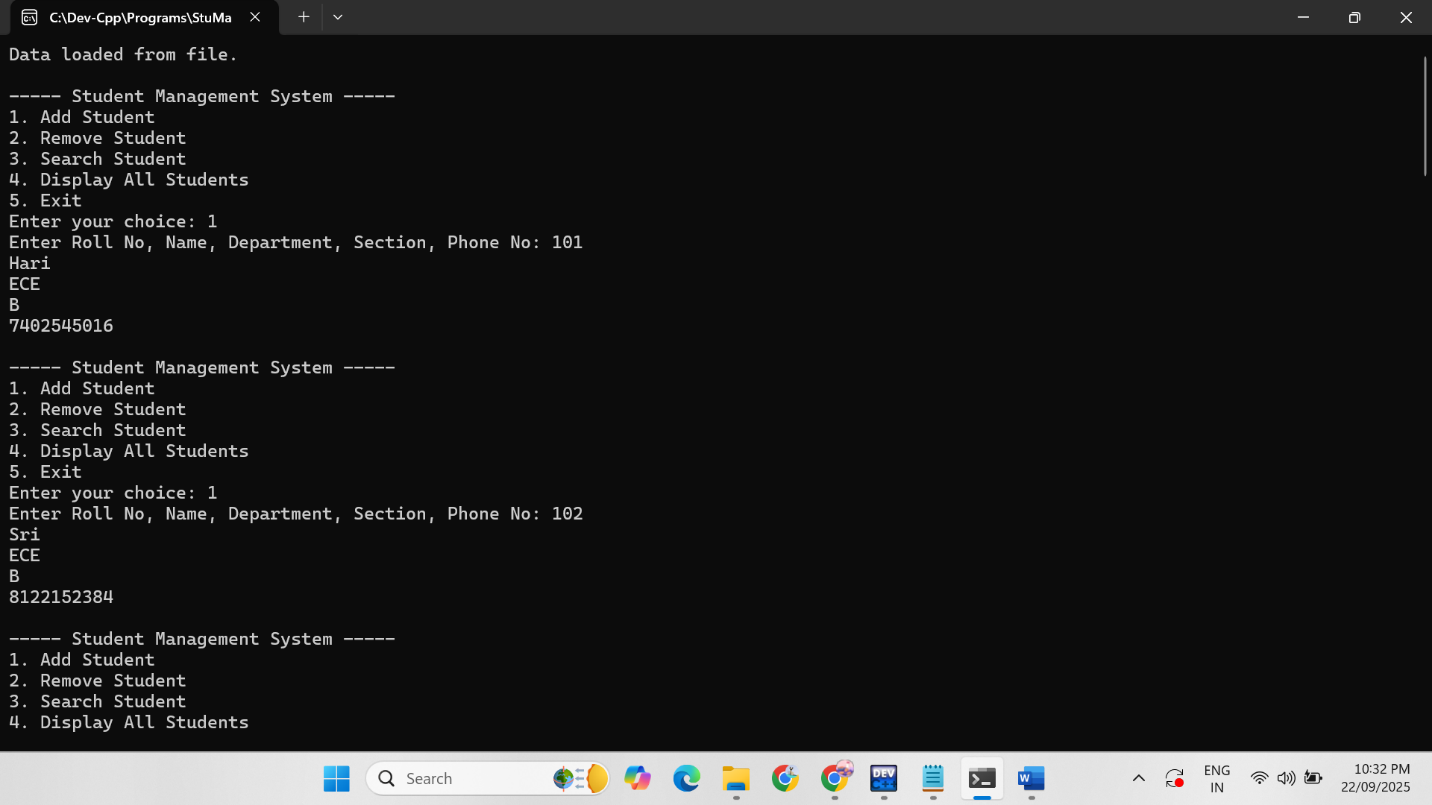 C:\Dev-Cpp\Programs\StuMa
Data loaded from file.
----- Student Management System -----
1. Add Student
2. Remove Student
3. Search Student
4. Display All Students
5. Exit
Enter your choice: 1
Enter Roll No, Name, Department, Section, Phone No: 101
Hari
ECE
B
7402545016
----- Student Management System -----
1. Add Student
2. Remove Student
3. Search Student
4. Display All Students
5. Exit
Enter your choice: 1
Enter Roll No, Name, Department, Section, Phone No: 102
Sri
ECE
B
8122152384
----- Student Management System -----
1. Add Student
2. Remove Student
3. Search Student
4. Display All Students
Search
DEV
C++
W
ENG
IN
10:32 PM
22/09/2025